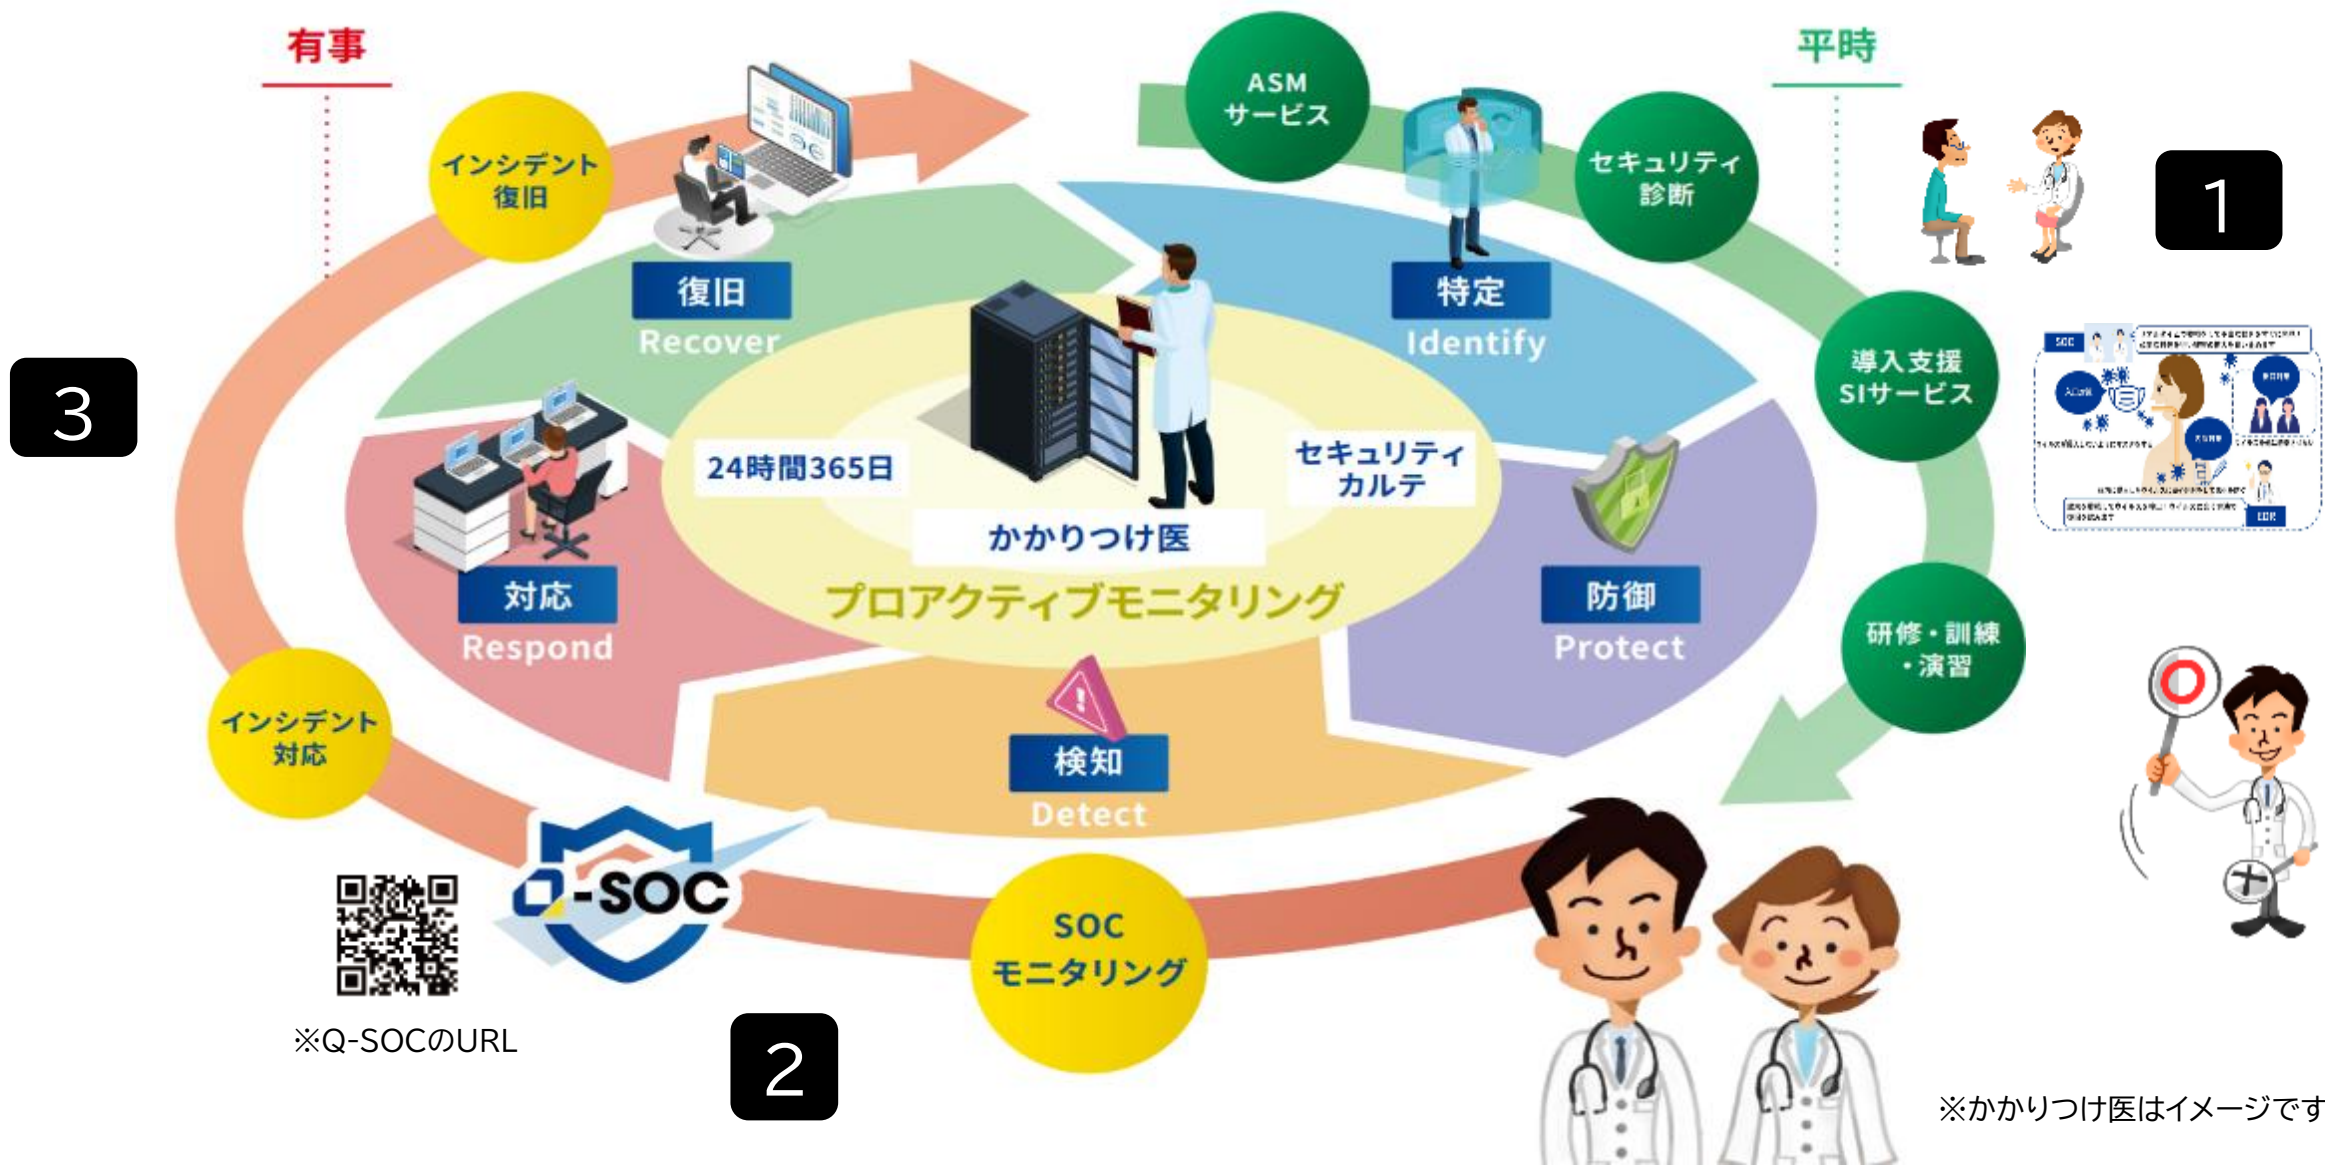 有事
平時
ASM
サービス
インシデント
復旧
セキュリティ
診断
1
復旧
Recover
特定
Identify
導入支援
SIサービス
SOC
3
24時間365日
セキュリティ
カルテ
かかりつけ医
プロアクティブモニタリング
EDR
対応
Respond
防御
Protect
研修・訓練
・演習
インシデント
対応
検知
Detect
Q-SOC
SOC
モニタリング
※Q-SOCのURL
2
※かかりつけ医はイメージです